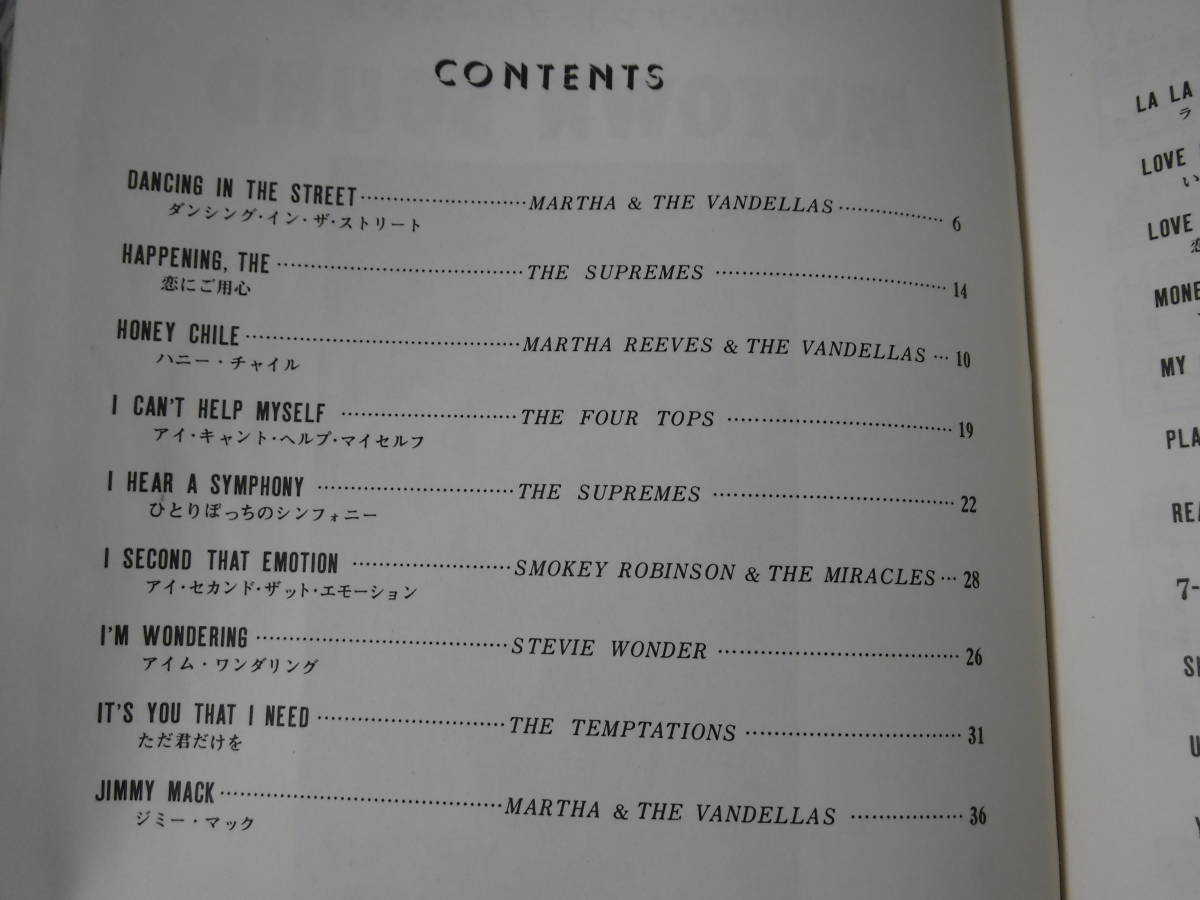 CONTENTS
DANCING IN THE STREET························MARTHA & THE VANDELLAS················ 6
ダンシング・イン・ザ・ストリート
HAPPENING, THE ····································THE SUPREMES ···································14
恋にご用心
HONEY CHILE·········································MARTHA REEVES & THE VANDELLAS ···10
ハニー・チャイル
I CAN'T HELP MYSELF ··························THE FOUR TOPS ··································19
アイ・キャント・ヘルプ・マイセルフ
I HEAR A SYMPHONY ····························THE SUPREMES ····································22
ひとりぼっちのシンフォニー
I SECOND THAT EMOTION ·······················SMOKEY ROBINSON & THE MIRACLES···28
アイ・セカンド・ザット・エモーション
I'M WONDERING ·····································STEVIE WONDER ···································26
アイム・ワンダリング
IT'S YOU THAT I NEED ···························THE TEMPTATIONS ·······························31
ただ君だけを
JIMMY MACK··········································MARTHA & THE VANDELLAS ·················36
ジミー・マック
LA LA
ラ
LOVE
い
LOVE
恋
MONE
MY
PLA
REA
7-